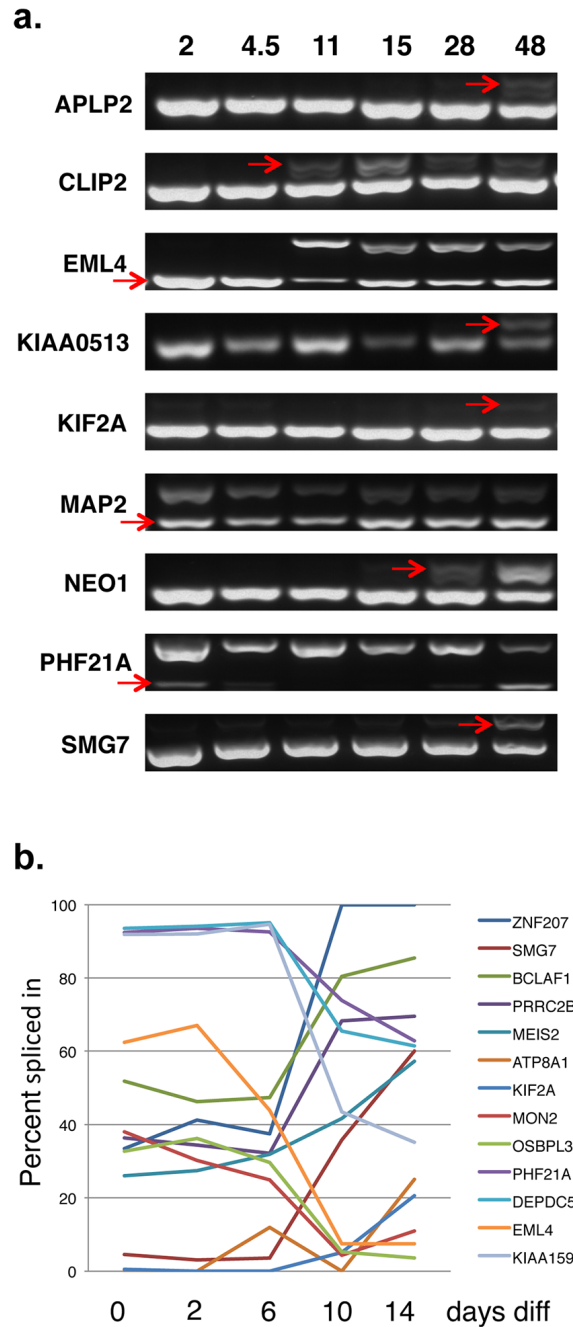 a.
2 4.5 11 15 28 48
APLP2
CLIP2
EML4
KIAA0513
KIF2A
MAP2
NEO1
PHF21A
SMG7
b.
Percent spliced in
100
80
60
40
20
0
0 2 6 10 14 days diff
ZNF207
SMG7
BCLAF1
PRRC2B
MEIS2
ATP8A1
KIF2A
MON2
OSBPL3
PHF21A
DEPDC5
EML4
KIAA159